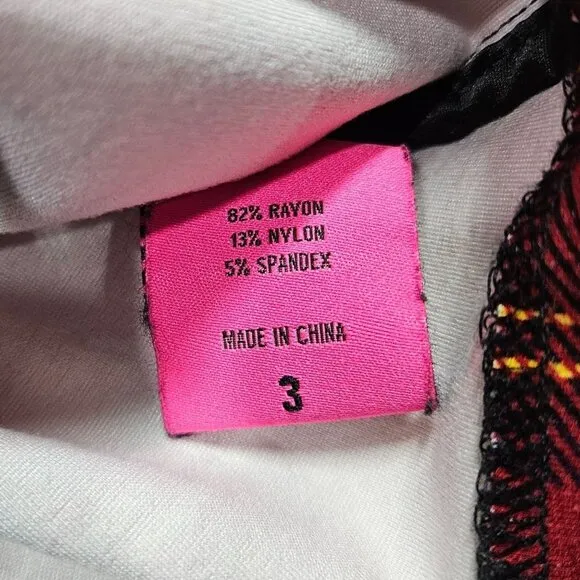 82% RAYON
13% NYLON
5% SPANDEX
MADE IN CHINA
3